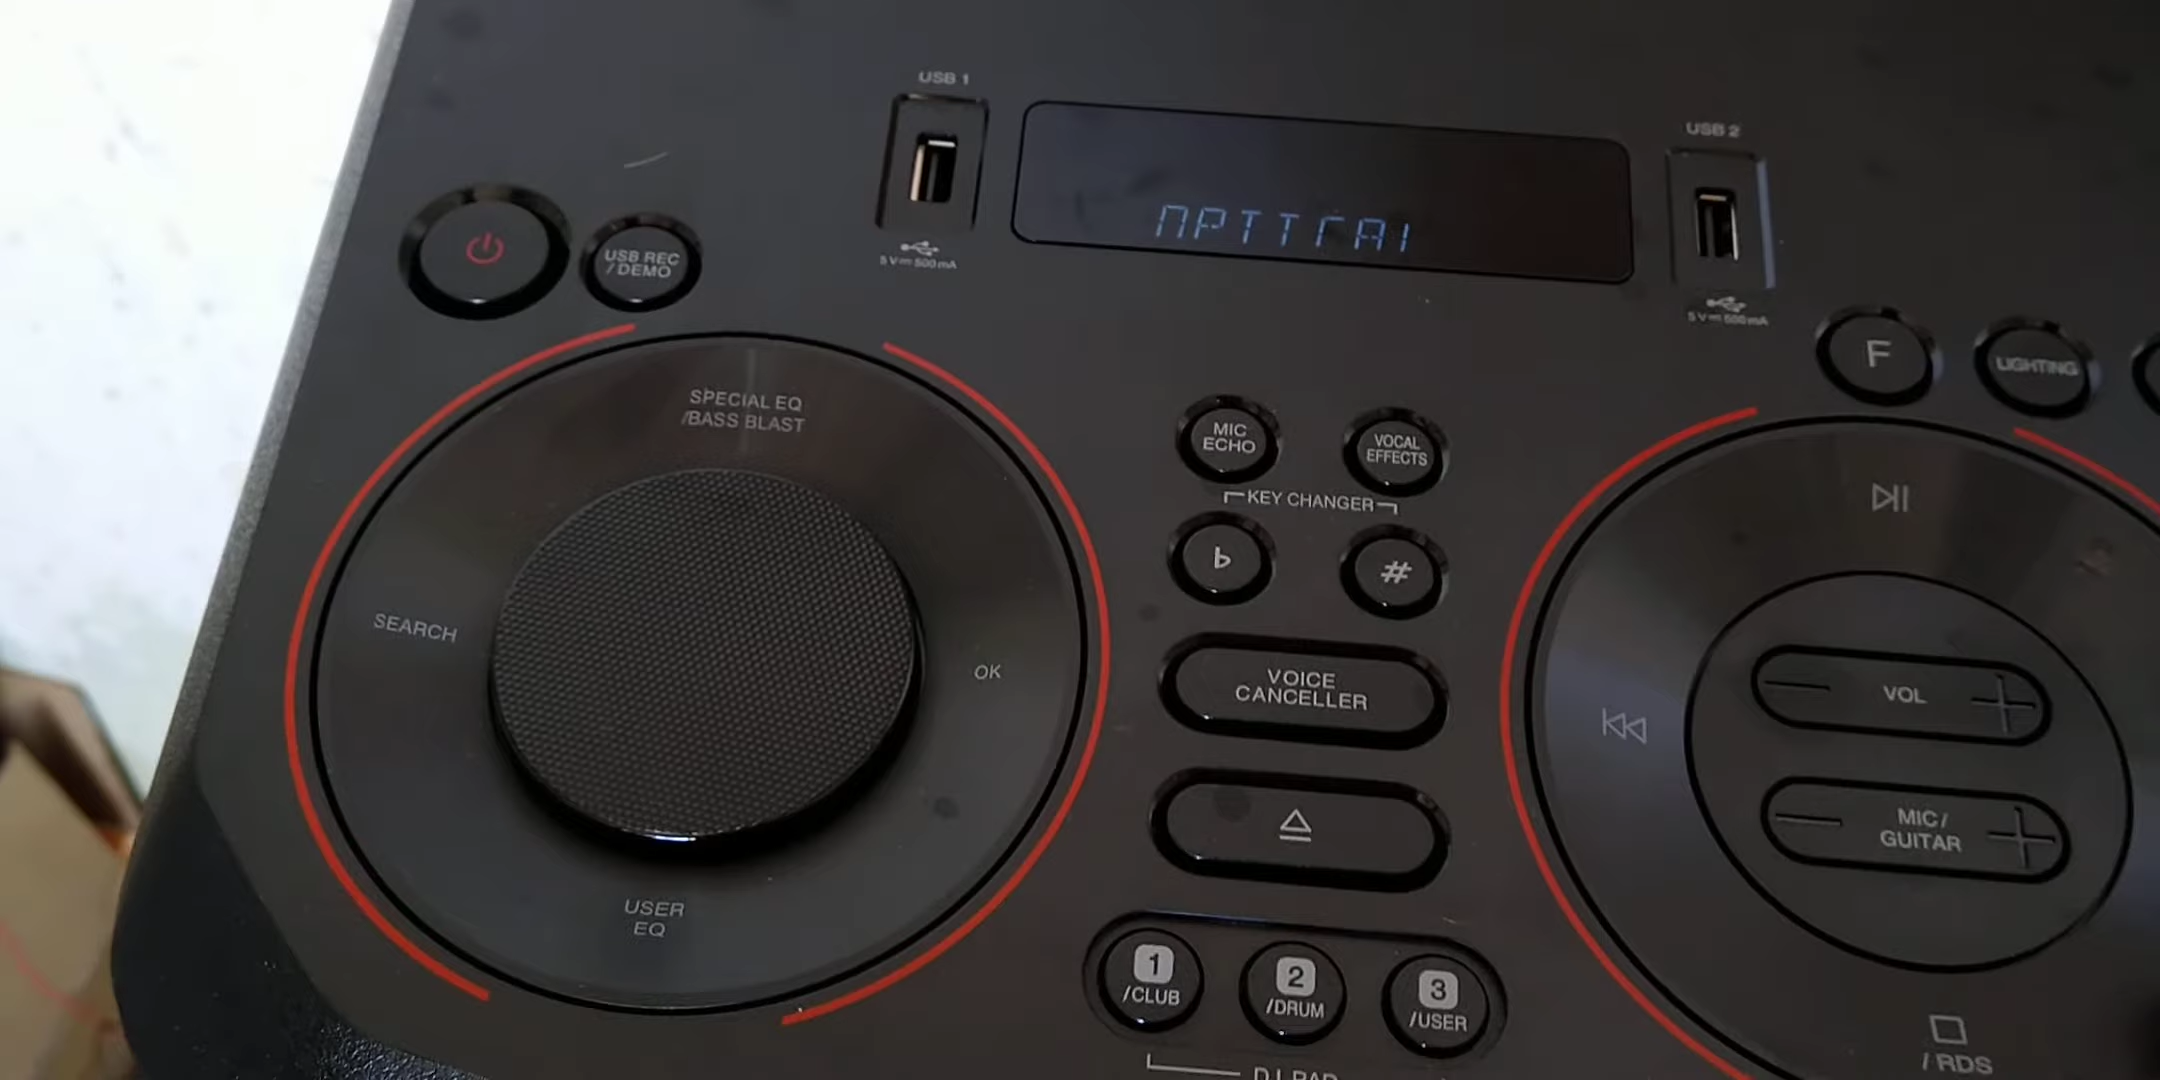 USB 1
USB 2
USB REC
/ DEMO
5 V 500 mA
5 V 500 mA
F
LIGHTING
SPECIAL EQ
/BASS BLAST
SEARCH
OK
USER
EQ
MIC
ECHO
VOCAL
EFFECTS
KEY CHANGER
b
#
VOICE
CANCELLER
VOL
MIC /
GUITAR
1
/CLUB
2
/DRUM
3
/USER
/ RDS